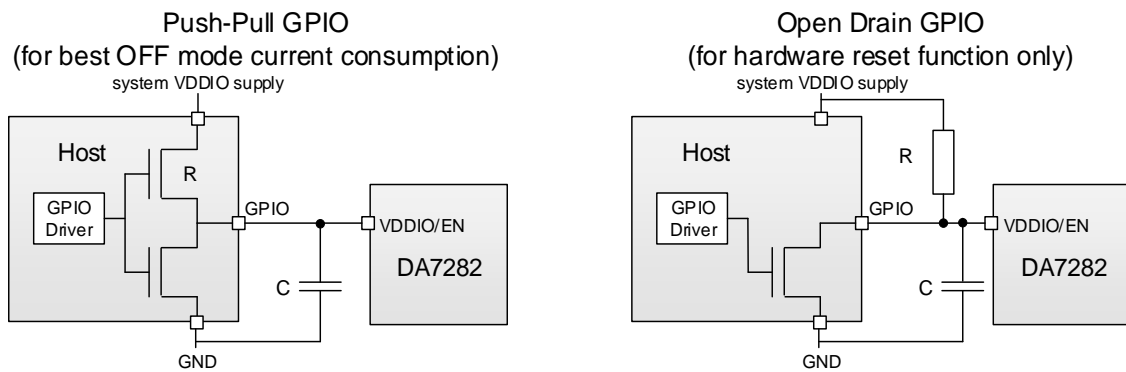 Push-Pull GPIO
(for best OFF mode current consumption)
system VDDIO supply
Host
R
GPIO
Driver
GPIO
VDDIO/EN
DA7282
C
GND
Open Drain GPIO
(for hardware reset function only)
system VDDIO supply
Host
R
GPIO
Driver
GPIO
VDDIO/EN
DA7282
C
GND